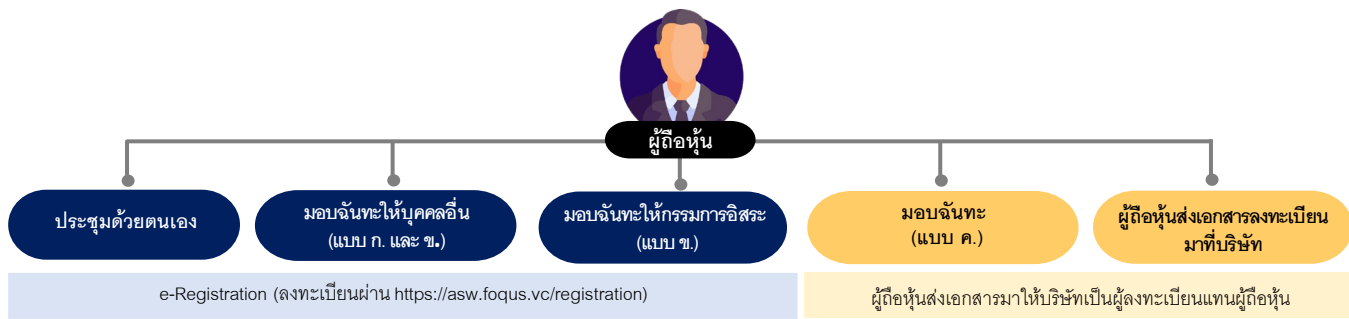 ผู้ถือหุ้น
ประชุมด้วยตนเอง
มอบฉันทะให้บุคคลอื่น
(แบบ ก. และ ข.)
มอบฉันทะให้กรรมการอิสระ
(แบบ ข.)
มอบฉันทะ
(แบบ ค.)
ผู้ถือหุ้นส่งเอกสารลงทะเบียน
มาที่บริษัท
e-Registration (ลงทะเบียนผ่าน https://asw.foqus.vc/registration)
ผู้ถือหุ้นส่งเอกสารมาให้บริษัทเป็นผู้ลงทะเบียนแทนผู้ถือหุ้น